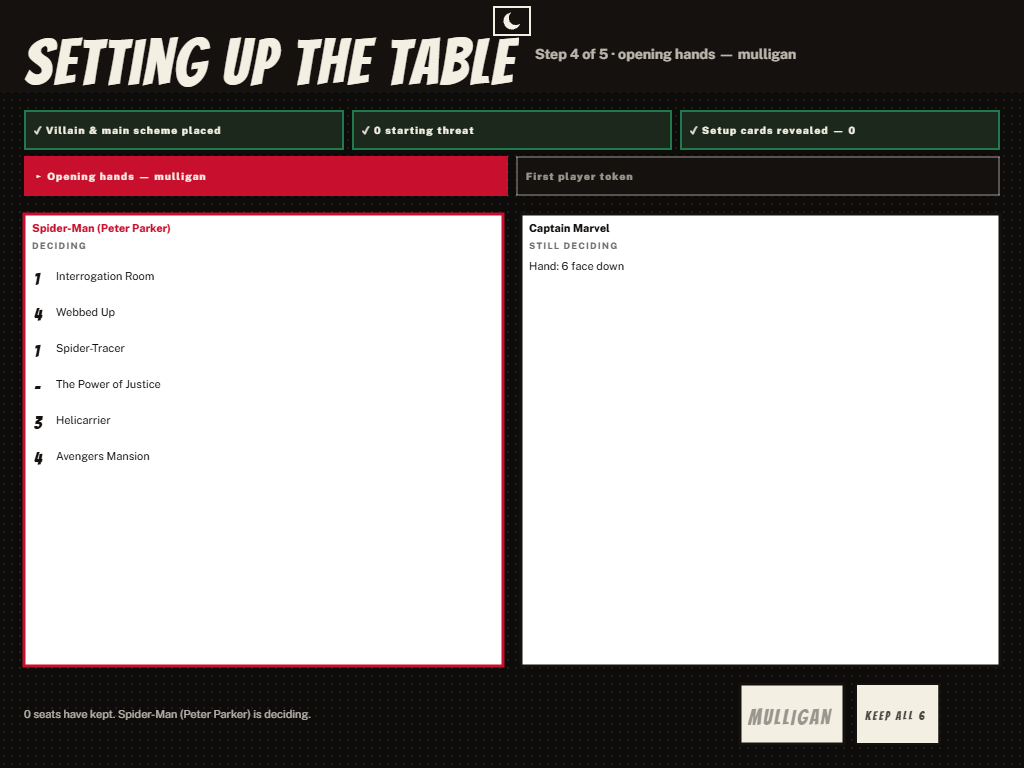 SETTING UP THE TABLE
Step 4 of 5 · opening hands — mulligan
✓ Villain & main scheme placed
✓ 0 starting threat
✓ Setup cards revealed — 0
► Opening hands — mulligan
First player token
Spider-Man (Peter Parker)
DECIDING
1 Interrogation Room
4 Webbed Up
1 Spider-Tracer
- The Power of Justice
3 Helicarrier
4 Avengers Mansion
Captain Marvel
STILL DECIDING
Hand: 6 face down
0 seats have kept. Spider-Man (Peter Parker) is deciding.
MULLIGAN
KEEP ALL 6